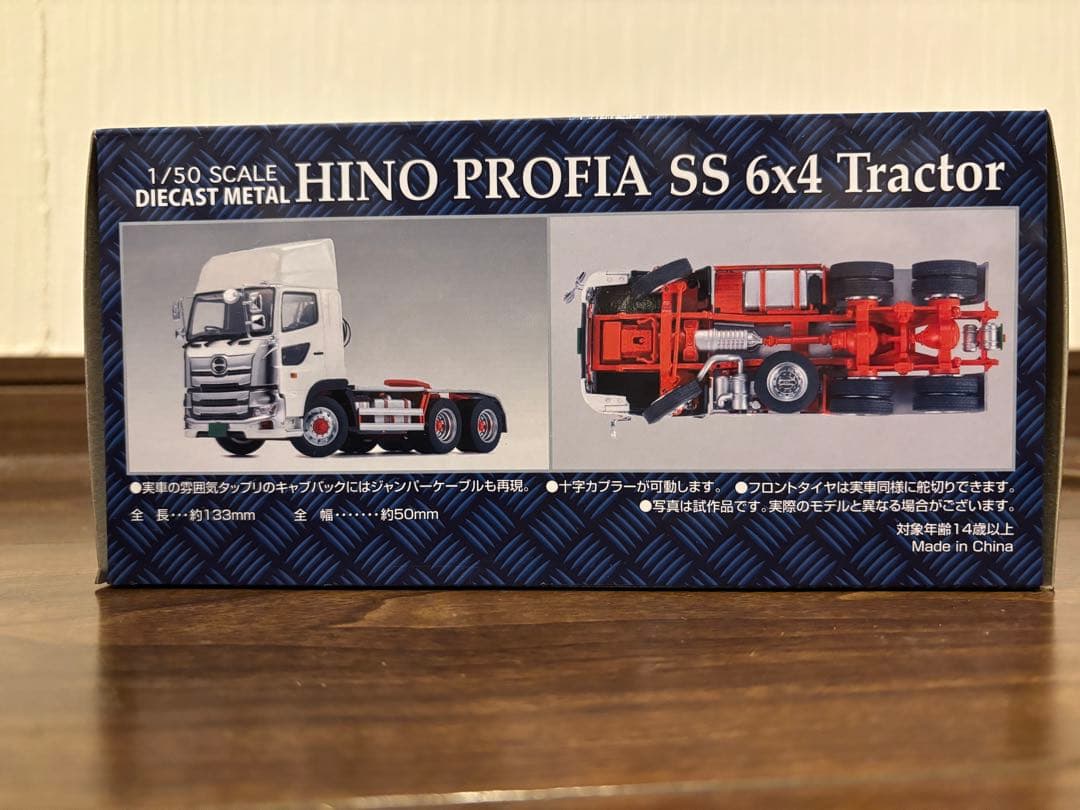 1/50 SCALE
DIECAST METAL HINO PROFIA SS 6x4 Tractor
●実車の雰囲気タップリのキャブバックにはジャンパーケーブルも再現。 ●十字カプラーが可動します。 ●フロントタイヤは実車同様に舵切りできます。
全 長･･･約133mm 全 幅･･･････約50mm ●写真は試作品です。実際のモデルと異なる場合がございます。
対象年齢14歳以上
Made in China